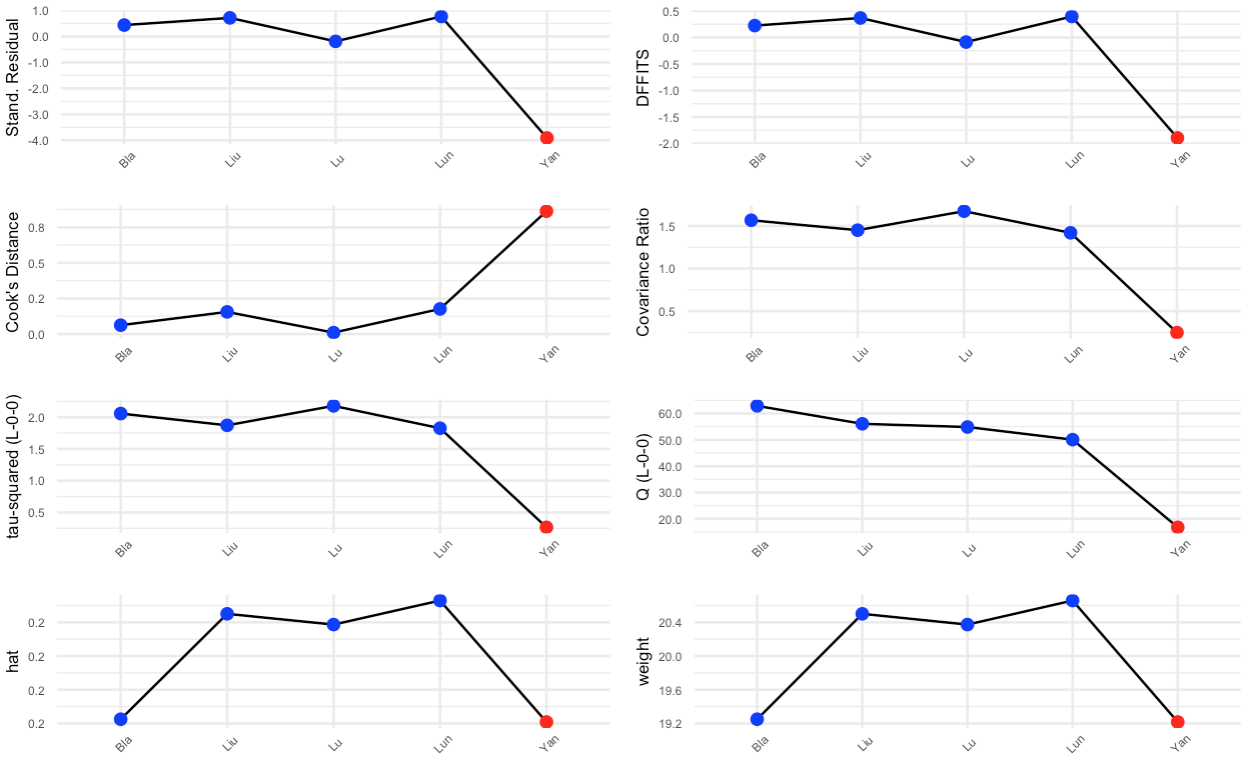 Stand. Residual
1.0
0.0
-1.0
-2.0
-3.0
-4.0
Bla Liu Lu Lun Yan
DFFITS
0.5
0.0
-0.5
-1.0
-1.5
-2.0
Bla Liu Lu Lun Yan
Cook's Distance
0.8
0.5
0.2
0.0
Bla Liu Lu Lun Yan
Covariance Ratio
1.5
1.0
0.5
Bla Liu Lu Lun Yan
tau-squared (L-0-0)
2.0
1.5
1.0
0.5
Bla Liu Lu Lun Yan
Q (L-0-0)
60.0
50.0
40.0
30.0
20.0
Bla Liu Lu Lun Yan
hat
0.2
0.2
0.2
0.2
Bla Liu Lu Lun Yan
weight
20.4
20.0
19.6
19.2
Bla Liu Lu Lun Yan